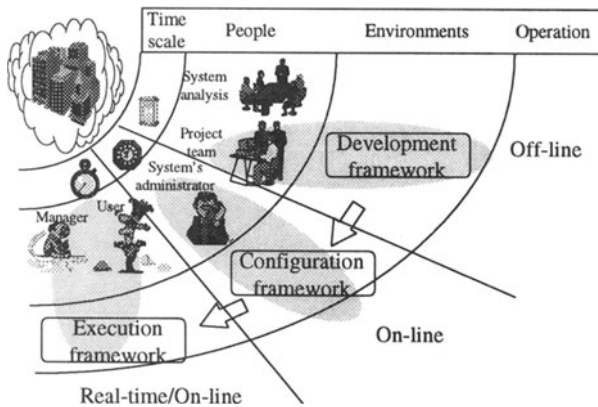 Time
scale
People
Environments
Operation
System
analysis
Project
team
Development
framework
Off-line
System's
administrator
Manager
User
Configuration
framework
On-line
Execution
framework
Real-time/On-line